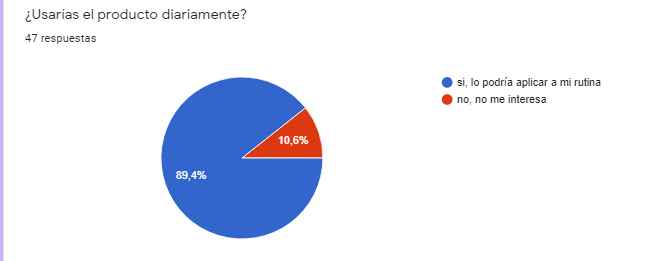 ¿Usarías el producto diariamente?
47 respuestas
si, lo podría aplicar a mi rutina
no, no me interesa
10,6%
89,4%